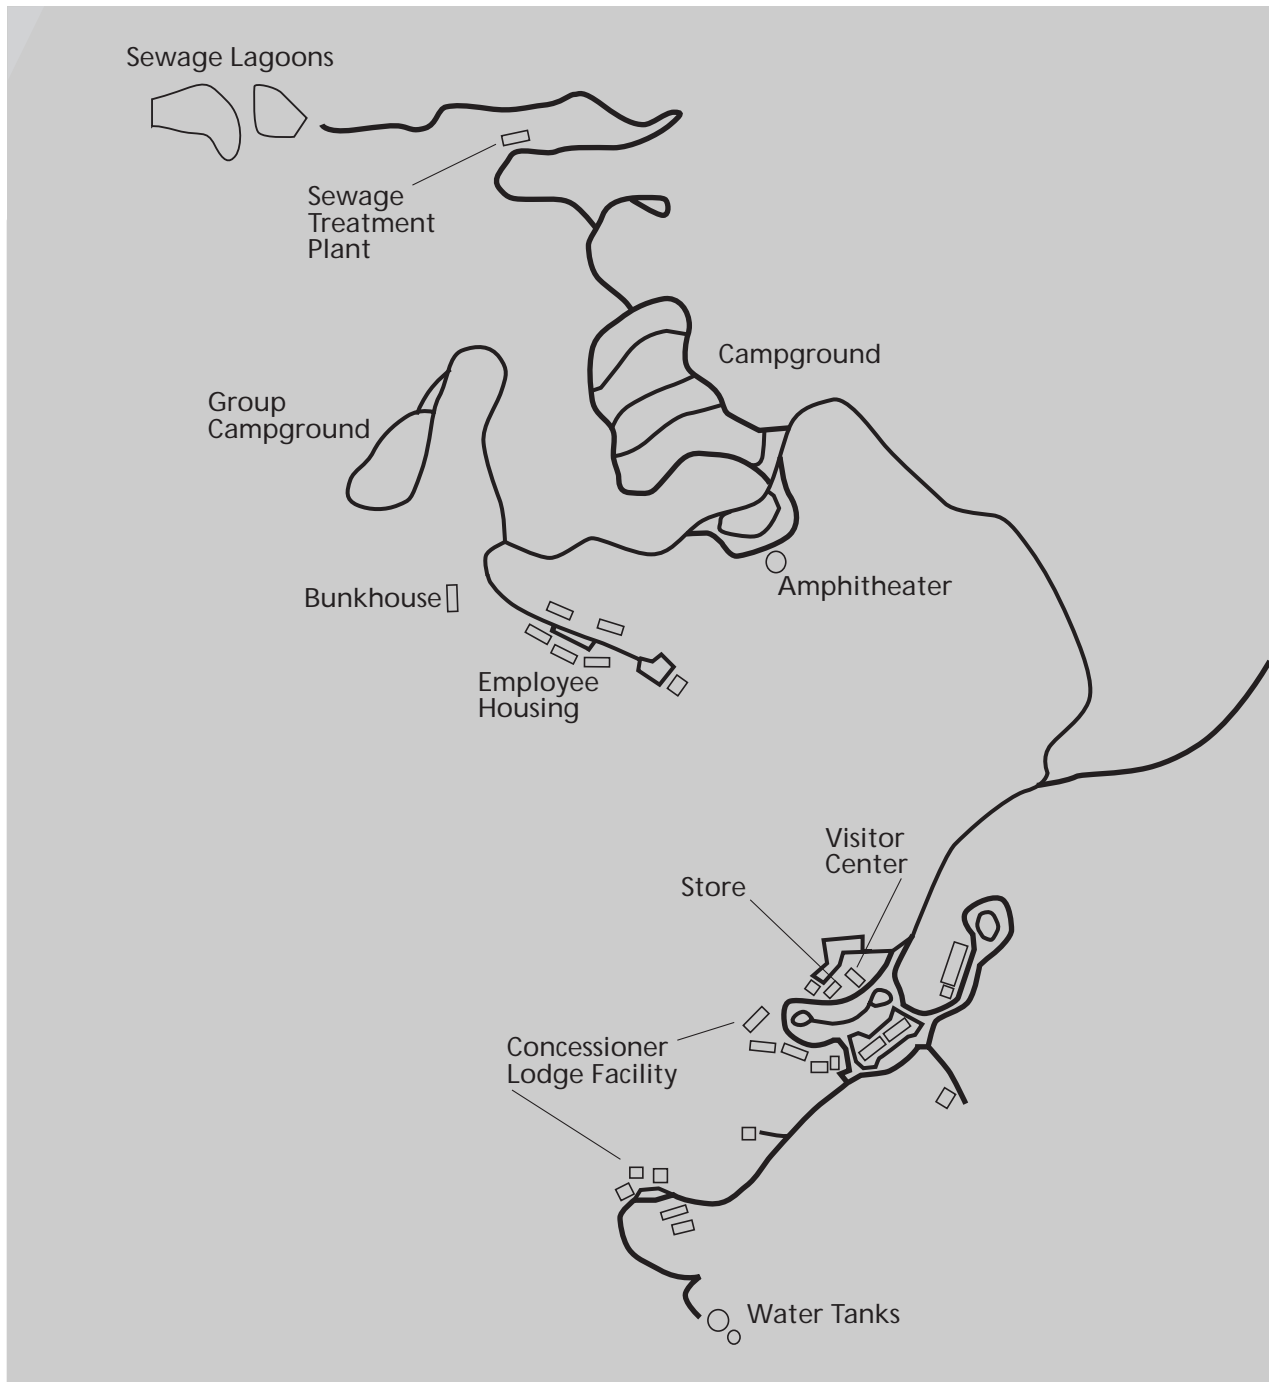 Sewage Lagoons
Sewage
Treatment
Plant
Campground
Group
Campground
Bunkhouse
Amphitheater
Employee
Housing
Visitor
Center
Store
Concessioner
Lodge Facility
Water Tanks